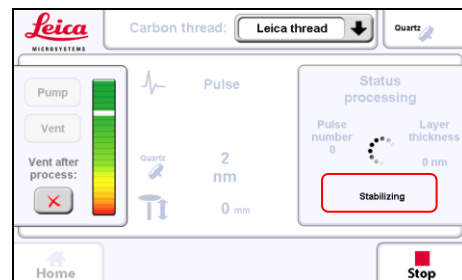 Leica
MICROSYSTEMS
Carbon thread: Leica thread
Quartz
Pump
Vent
Vent after
process:
Pulse
Quartz
2
nm
0 mm
Status
processing
Pulse
number
0
Layer
thickness
0 nm
Stabilizing
Home
Stop